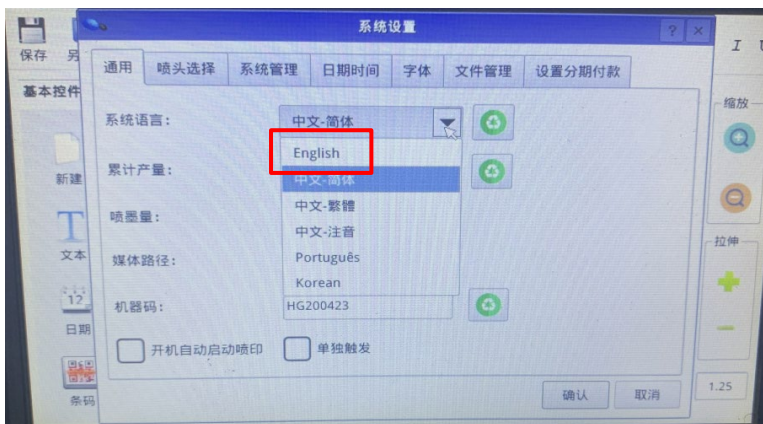 系统设置
? ×
保存 另
I
通用 喷头选择 系统管理 日期时间 字体 文件管理 设置分期付款
基本控件
缩放
系统语言: 中文-简体
English
累计产量:
中文-简体
新建
中文-繁體
喷墨量:
T
中文-注音
拉伸
文本
媒体路径: Português
Korean
12
机器码: HG200423
日期
开机自动启动喷印 单独触发
确认 取消
1.25
条码